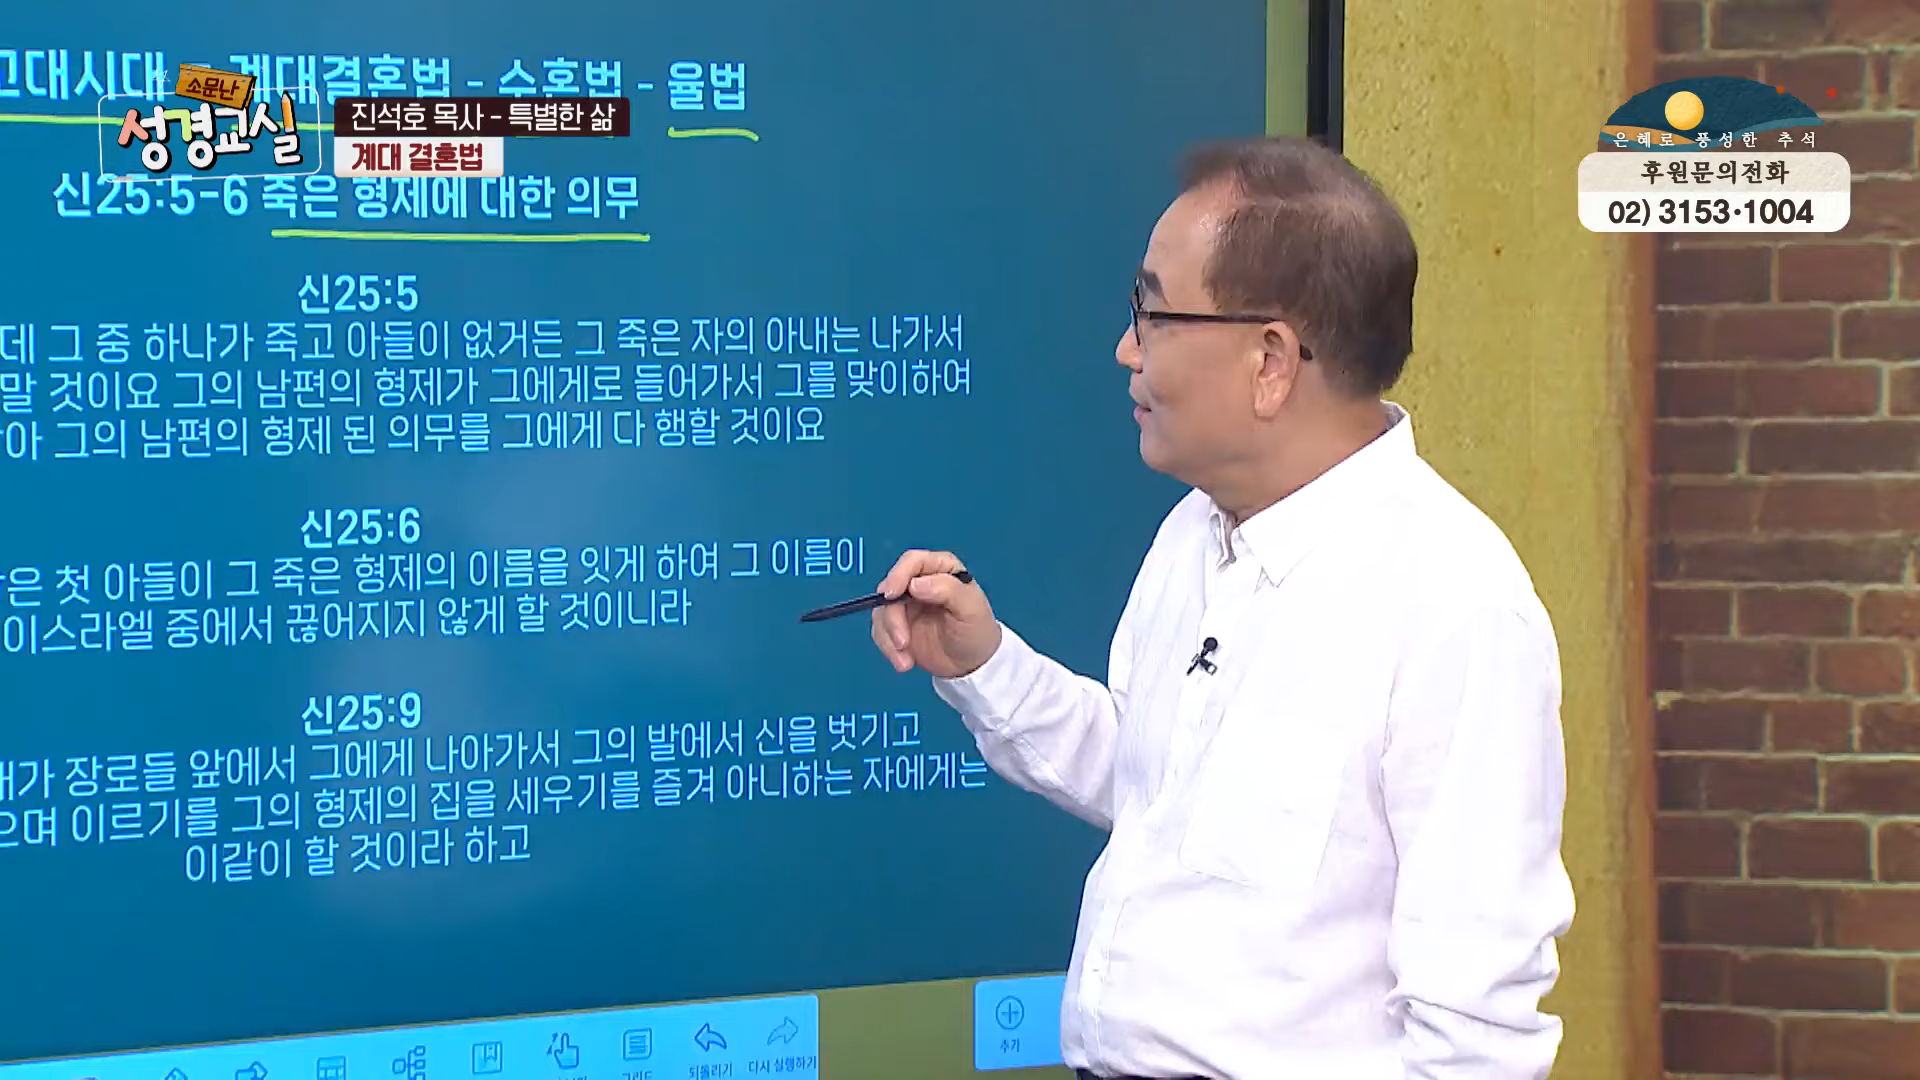 고대시대 - 계대결혼법 - 수혼법 - 율법
소문난
성경교실
진석호 목사 - 특별한 삶
계대 결혼법
은혜로 풍성한 추석
후원문의전화
02) 3153·1004
신25:5-6 죽은 형제에 대한 의무
신25:5
데 그 중 하나가 죽고 아들이 없거든 그 죽은 자의 아내는 나가서
말 것이요 그의 남편의 형제가 그에게로 들어가서 그를 맞이하여
그의 남편의 형제 된 의무를 그에게 다 행할 것이요
신25:6
은 첫 아들이 그 죽은 형제의 이름을 잇게 하여 그 이름이
이스라엘 중에서 끊어지지 않게 할 것이니라
신25:9
가 장로들 앞에서 그에게 나아가서 그의 발에서 신을 벗기고
으며 이르기를 그의 형제의 집을 세우기를 즐겨 아니하는 자에게는
이같이 할 것이라 하고
되돌리기
다시 실행하기
추가